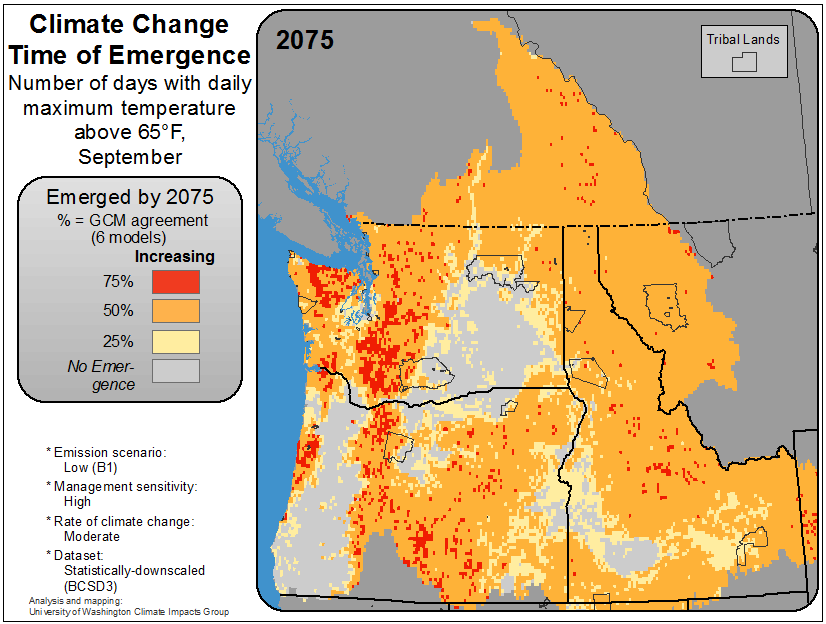 Climate Change
Time of Emergence
Number of days with daily
maximum temperature
above 65°F,
September
Emerged by 2075
% = GCM agreement
(6 models)
Increasing
75%
50%
25%
No Emer-
gence
* Emission scenario:
Low (B1)
* Management sensitivity:
High
* Rate of climate change:
Moderate
* Dataset:
Statistically-downscaled
(BCSD3)
Analysis and mapping:
University of Washington Climate Impacts Group
2075
Tribal Lands